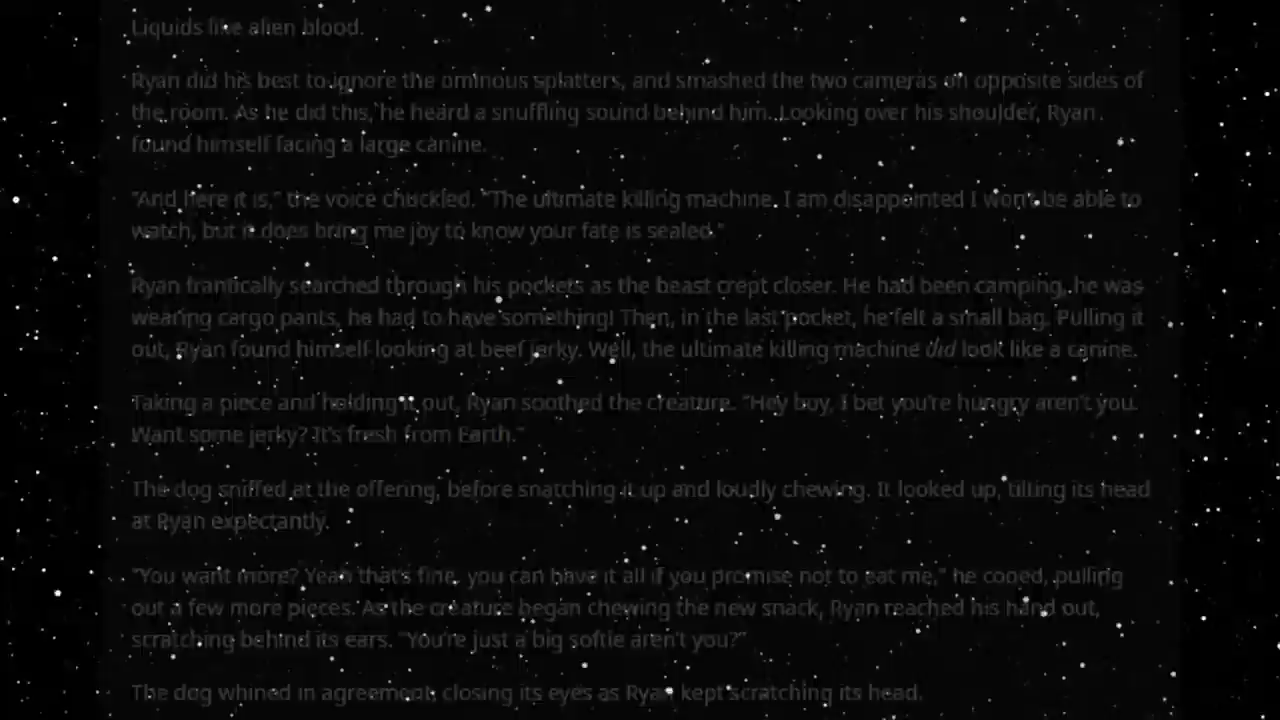 Liquids like alien blood.
Ryan did his best to ignore the ominous splatters, and smashed the two cameras on opposite sides of
the room. As he did this, he heard a snuffling sound behind him. Looking over his shoulder, Ryan
found himself facing a large canine.
"And here it is," the voice chuckled. "The ultimate killing machine. I am disappointed I won't be able to
watch, but it does bring me joy to know your fate is sealed."
Ryan frantically searched through his pockets as the beast crept closer. He had been camping, he was
wearing cargo pants, he had to have something! Then, in the last pocket, he felt a small bag. Pulling it
out, Ryan found himself looking at beef jerky. Well, the ultimate killing machine did look like a canine.
Taking a piece and holding it out, Ryan soothed the creature. "Hey boy, I bet you're hungry aren't you.
Want some jerky? It's fresh from Earth."
The dog sniffed at the offering, before snatching it up and loudly chewing. It looked up, tilting its head
at Ryan expectantly.
"You want more? Yeah that's fine, you can have it all if you promise not to eat me," he cooed, pulling
out a few more pieces. As the creature began chewing the new snack, Ryan reached his hand out,
scratching behind its ears. "You're just a big softie aren't you?"
The dog whined in agreement, closing its eyes as Ryan kept scratching its head.